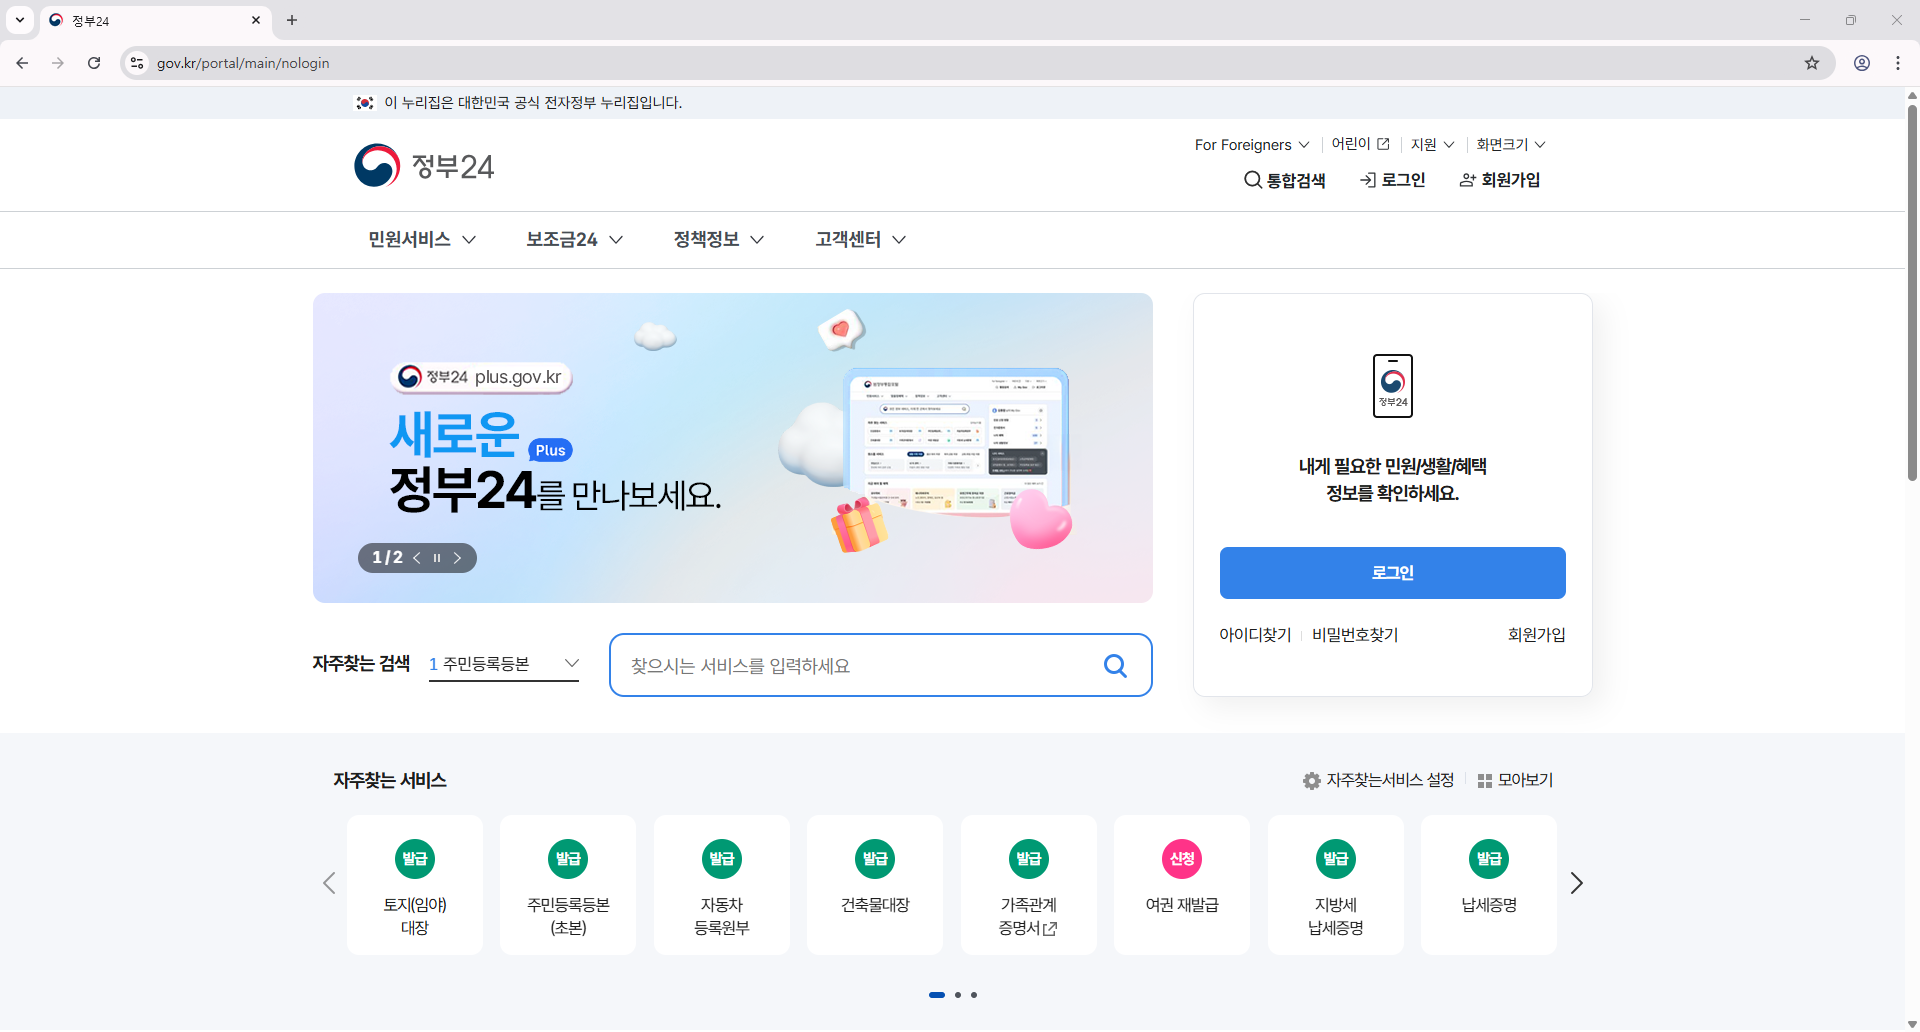 정부24
gov.kr/portal/main/nologin
이 누리집은 대한민국 공식 전자정부 누리집입니다.
정부24
For Foreigners
어린이
지원
화면크기
통합검색
로그인
회원가입
민원서비스
보조금24
정책정보
고객센터
정부24 plus.gov.kr
새로운 Plus
정부24를 만나보세요.
1 / 2
정부24
내게 필요한 민원/생활/혜택
정보를 확인하세요.
로그인
아이디찾기
비밀번호찾기
회원가입
자주찾는 검색
1 주민등록등본
찾으시는 서비스를 입력하세요
자주찾는 서비스
자주찾는서비스 설정
모아보기
발급
토지(임야)
대장
발급
주민등록등본
(초본)
발급
자동차
등록원부
발급
건축물대장
발급
가족관계
증명서
신청
여권 재발급
발급
지방세
납세증명
발급
납세증명